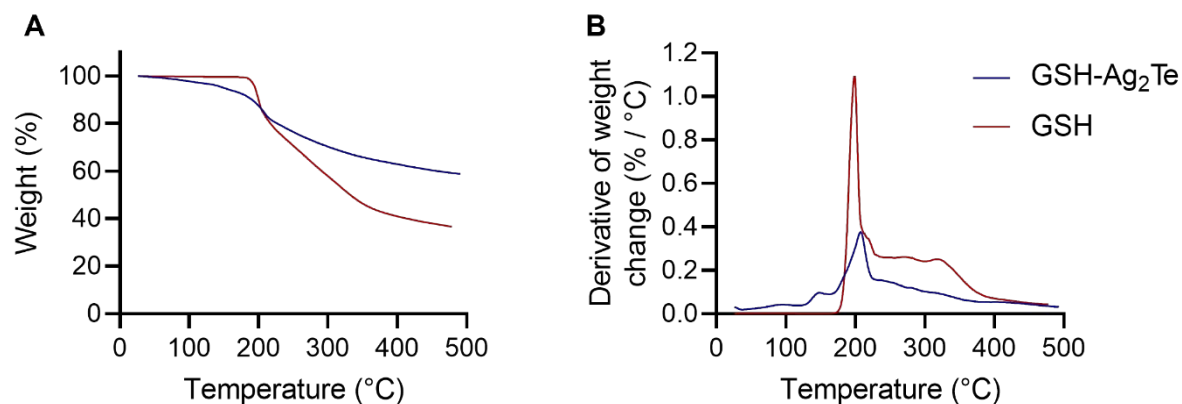 A
Weight (%)
100
80
60
40
20
0
0 100 200 300 400 500
Temperature (°C)
B
Derivative of weight
change (% / °C)
1.2
1.0
0.8
0.6
0.4
0.2
0.0
0 100 200 300 400 500
Temperature (°C)
GSH-Ag₂Te
GSH